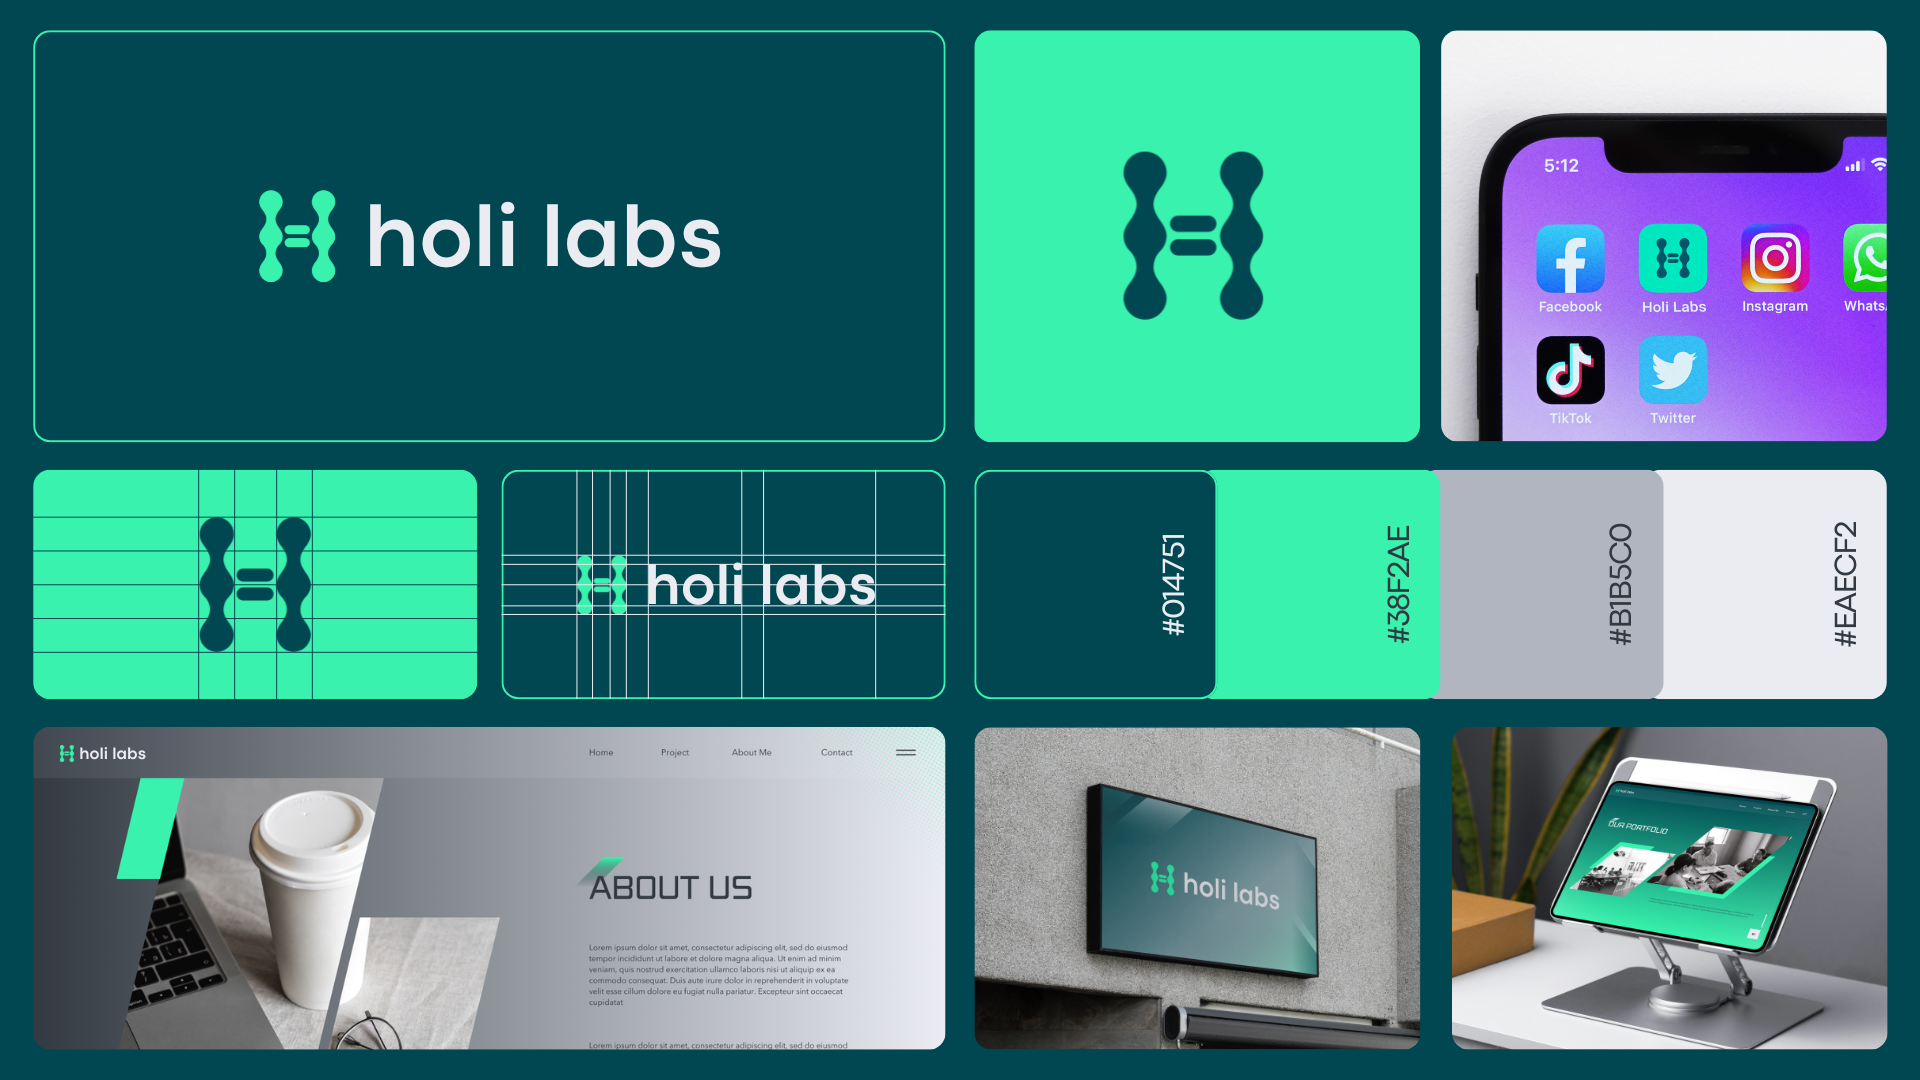 holi labs
5:12
Facebook
Holi Labs
Instagram
WhatsA
TikTok
Twitter
holi labs
#014751
#38F2AE
#B1B5C0
#EAECF2
holi labs
Home
Project
About Me
Contact
ABOUT US
Lorem ipsum dolor sit amet, consectetur adipiscing elit, sed do eiusmod
tempor incididunt ut labore et dolore magna aliqua. Ut enim ad minim
veniam, quis nostrud exercitation ullamco laboris nisi ut aliquip ex ea
commodo consequat. Duis aute irure dolor in reprehenderit in voluptate
velit esse cillum dolore eu fugiat nulla pariatur. Excepteur sint occaecat
cupidatat
Lorem ipsum dolor sit amet, consectetur adipiscing elit, sed do eiusmod
holi labs
OUR PORTFOLIO